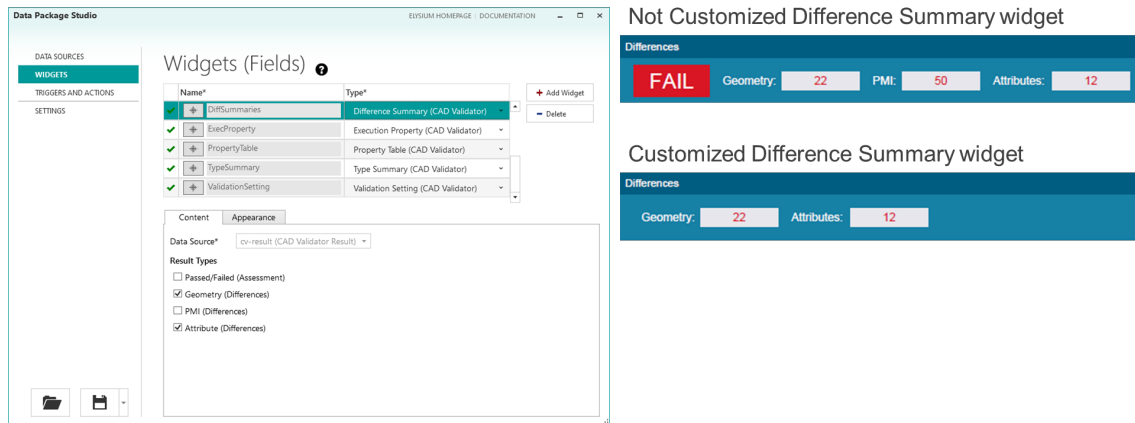 Data Package Studio
ELYSIUM HOMEPAGE | DOCUMENTATION
DATA SOURCES
WIDGETS
TRIGGERS AND ACTIONS
SETTINGS
Widgets (Fields) ?
Name* Type*
DiffSummaries Difference Summary (CAD Validator)
ExecProperty Execution Property (CAD Validator)
PropertyTable Property Table (CAD Validator)
TypeSummary Type Summary (CAD Validator)
ValidationSetting Validation Setting (CAD Validator)
Add Widget
Delete
Content Appearance
Data Source* cv-result (CAD Validator Result)
Result Types
Passed/Failed (Assessment)
Geometry (Differences)
PMI (Differences)
Attribute (Differences)
Not Customized Difference Summary widget
Differences
FAIL Geometry: 22 PMI: 50 Attributes: 12
Customized Difference Summary widget
Differences
Geometry: 22 Attributes: 12